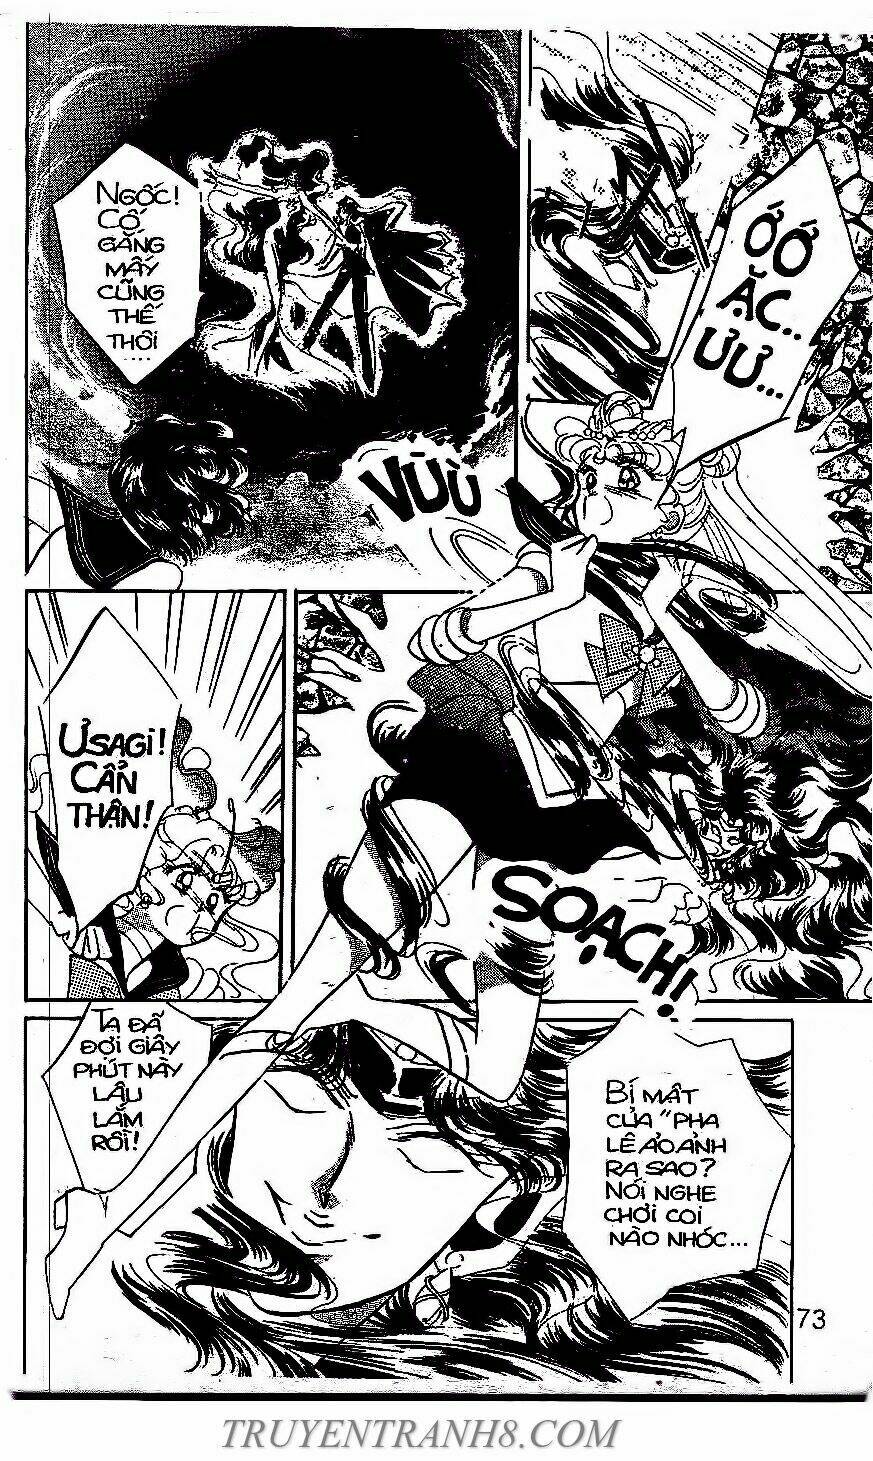 NGỐC!
CỐ
GẮNG
MẤY
CŨNG
THẾ
THÔI
....
ỚỚ
ẶC..
ƯƯ...
VÙÙ
USAGI!
CẨN
THẬN!
SOẠCH!
TA ĐÃ
ĐỢI GIÂY
PHÚT NÀY
LÂU
LẮM
RỒI!
BÍ MẬT
CỦA "PHA
LÊ ẢO ẢNH
RA SAO?
NÓI NGHE
CHƠI COI
NÀO NHÓC...
73
TRUYENTRANH8.COM